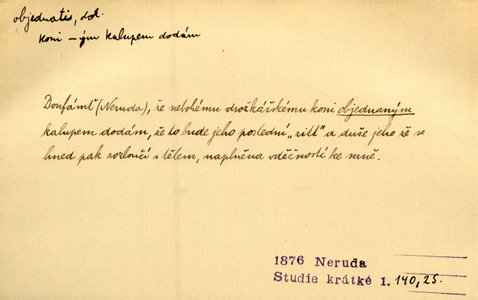 objednatis, dok.
koni -ým kalupem dodám
Doufámť (Neruda), že nebohému drožkářskému koni objednaným
kalupem dodám, že to bude jeho poslední „ritt" a duše jeho že se
hned pak rozloučí s tělem, naplněna vděčností ke mně.
1876 Neruda
Studie krátké 1. 140,25.